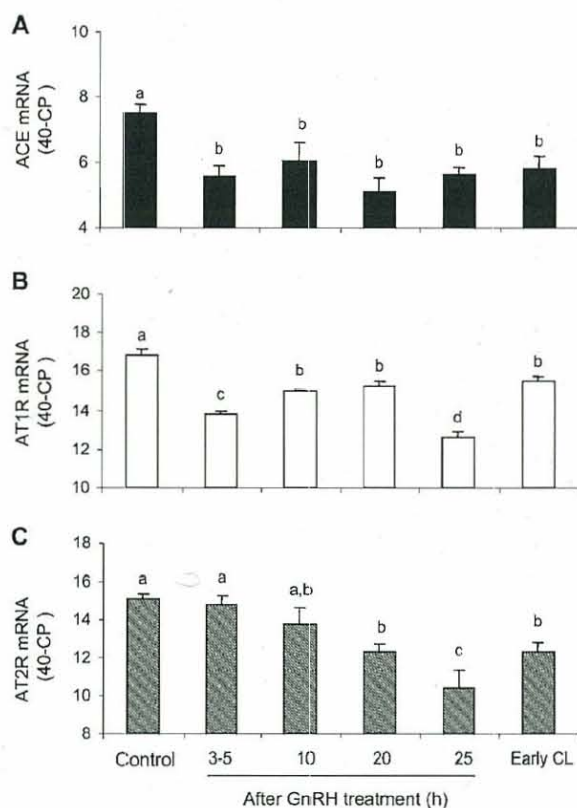 A
ACE mRNA
(40-CP)
10
8
6
4
a
b
b
b
b
b
B
AT1R mRNA
(40-CP )
20
18
16
14
12
10
a
c
b
b
d
b
C
AT2R mRNA
(40-CP )
16
14
12
10
8
a
a
a,b
b
c
b
Control
3-5
10
20
25
Early CL
After GnRH treatment (h)